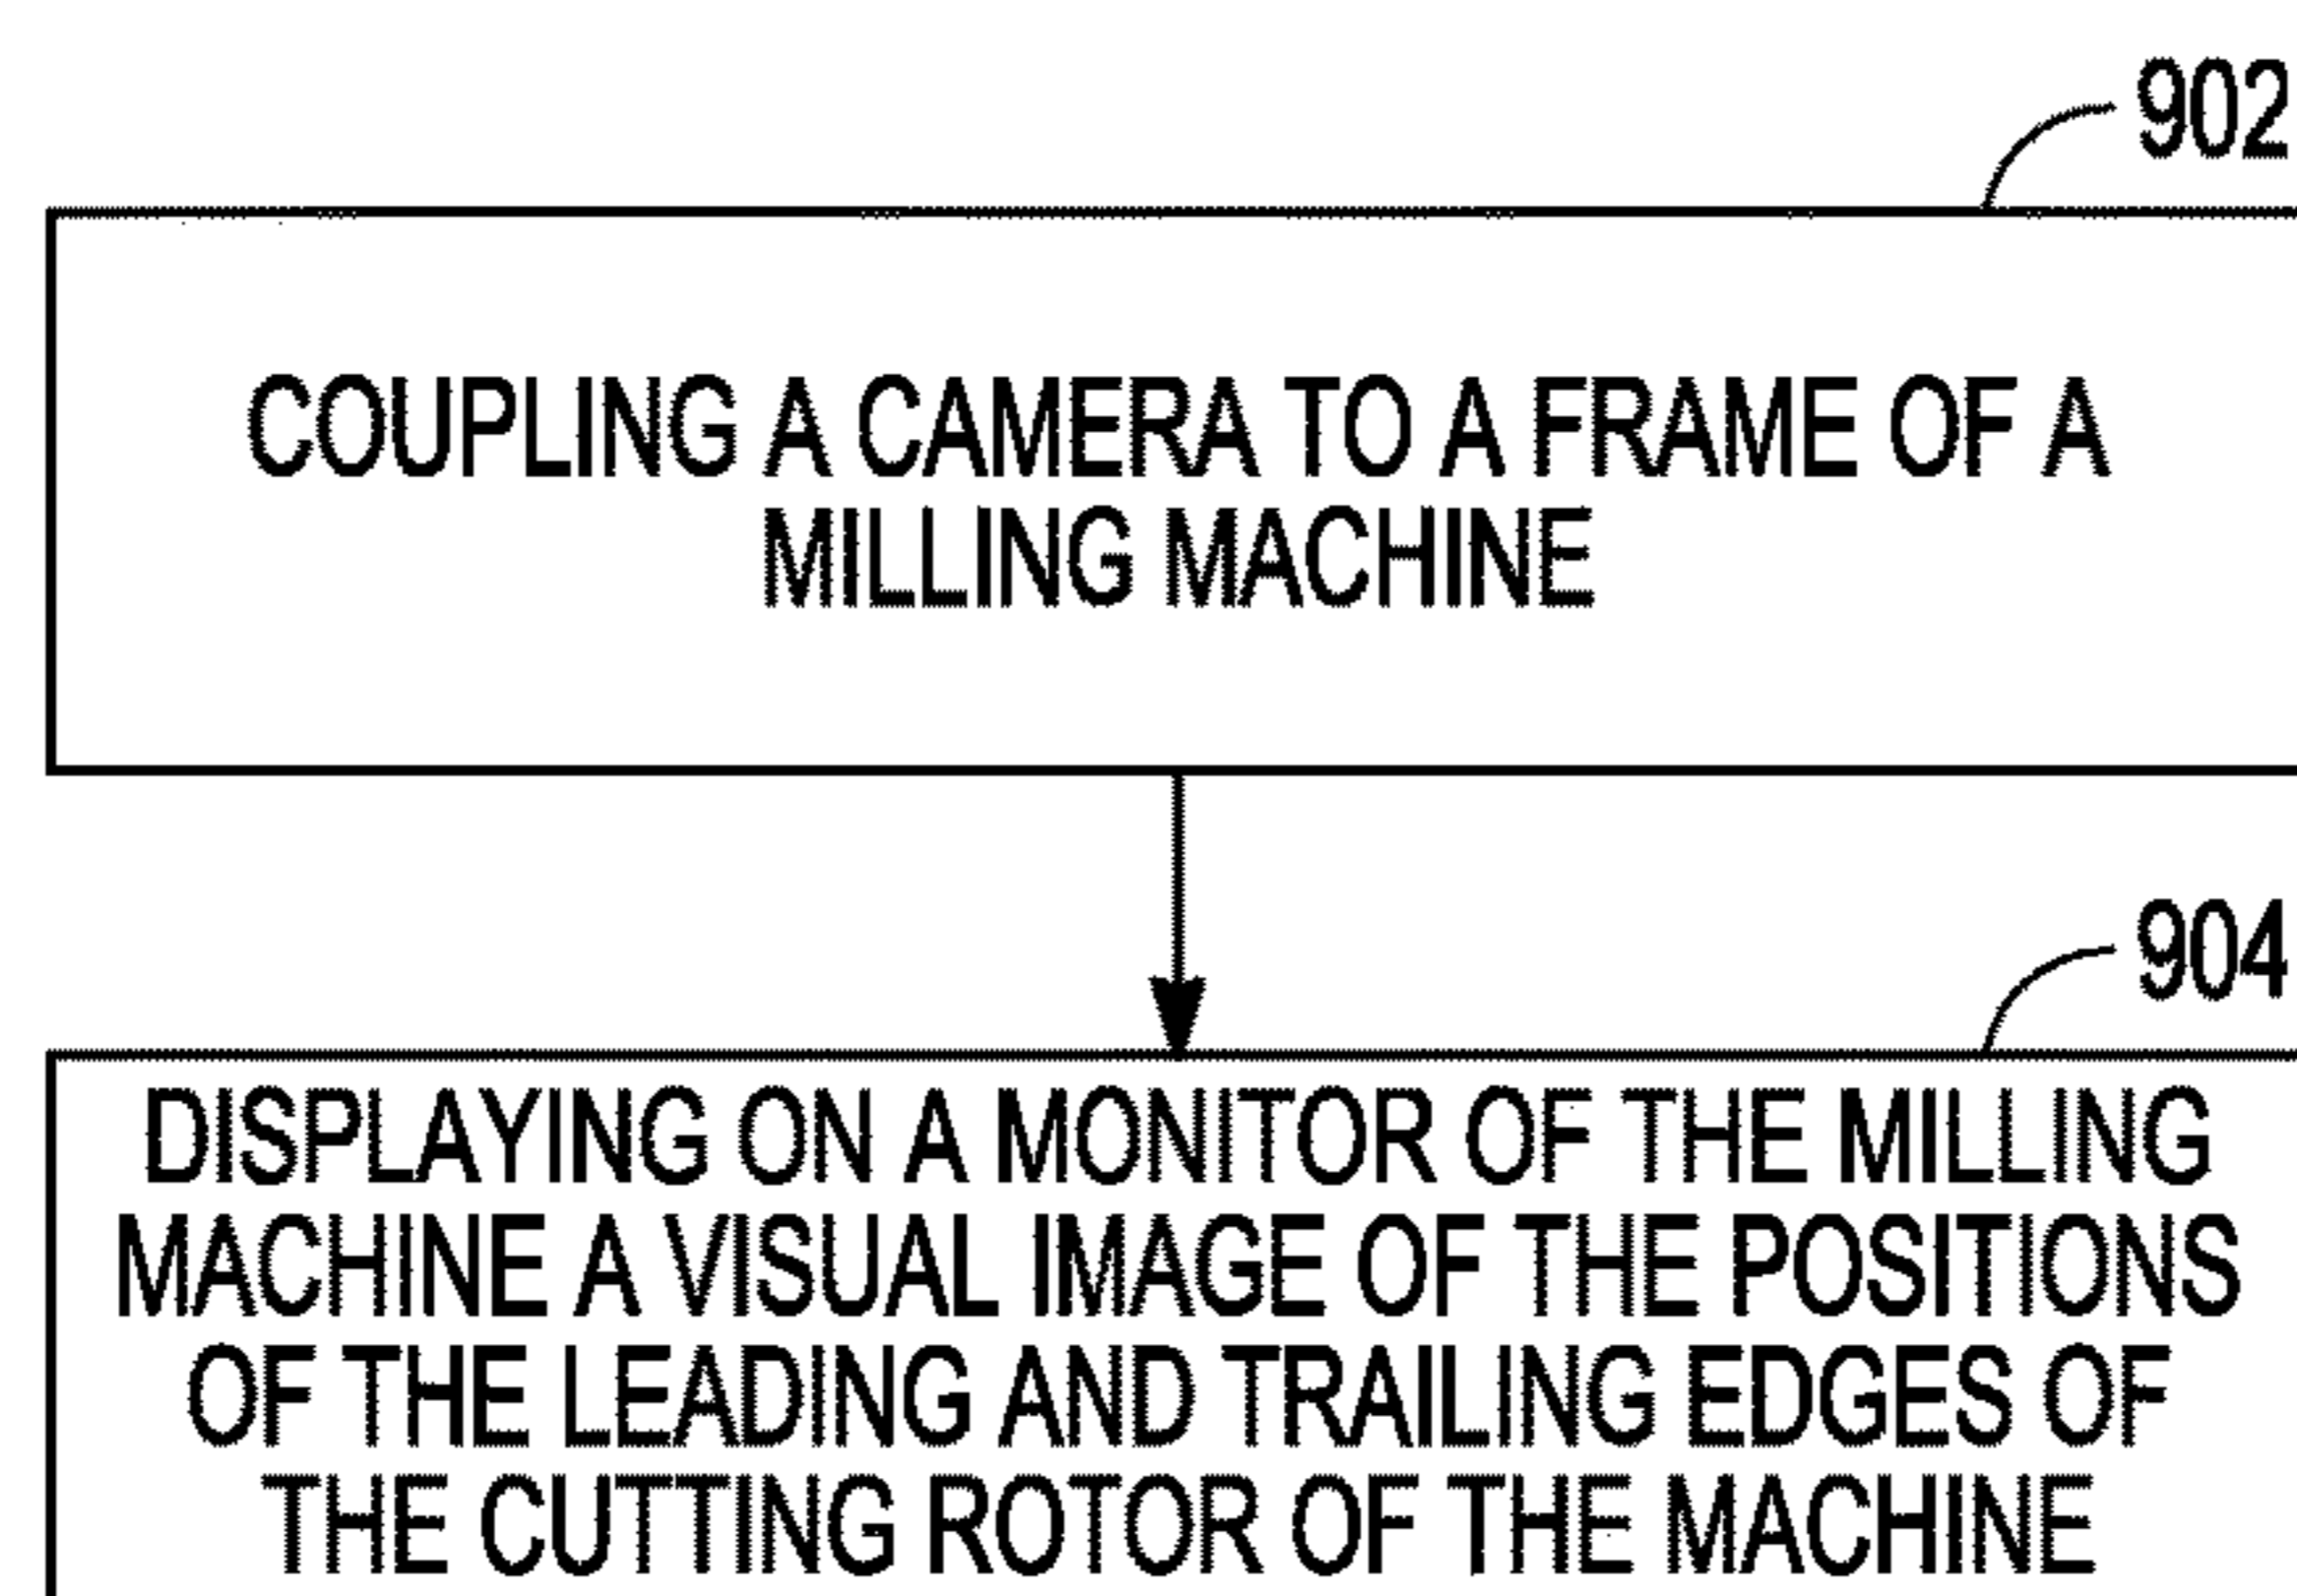 902
COUPLING A CAMERA TO A FRAME OF A
MILLING MACHINE
904
DISPLAYING ON A MONITOR OF THE MILLING
MACHINE A VISUAL IMAGE OF THE POSITIONS
OF THE LEADING AND TRAILING EDGES OF
THE CUTTING ROTOR OF THE MACHINE